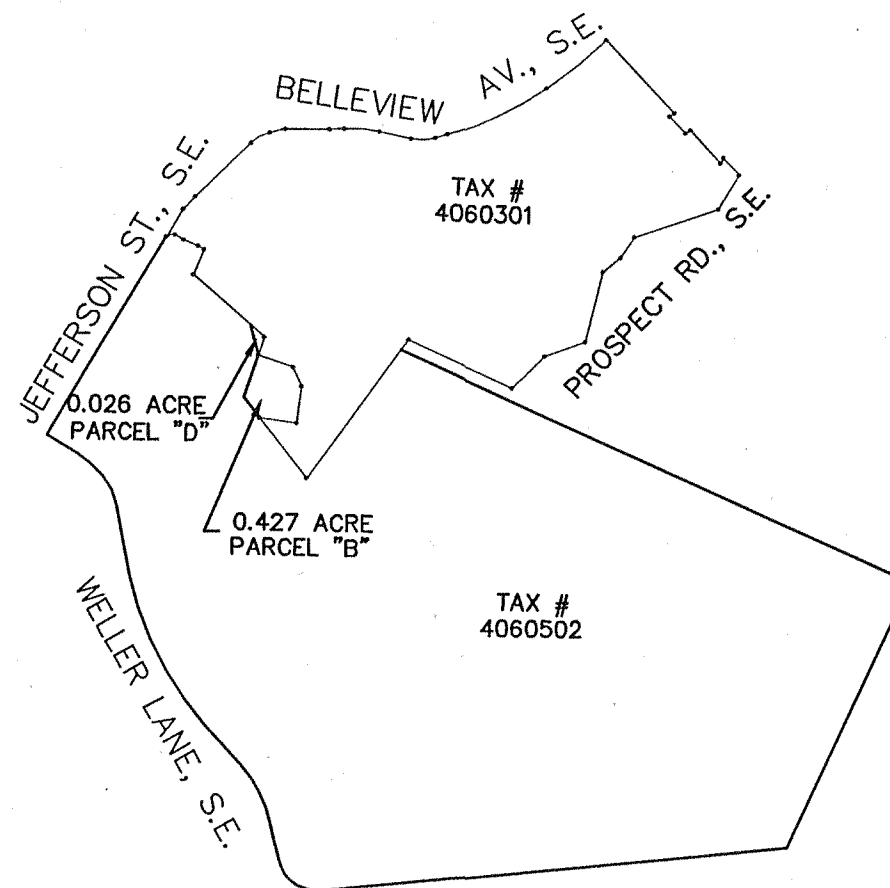 BELLEVIEW AV., S.E.
JEFFERSON ST., S.E.
TAX #
4060301
PROSPECT RD., S.E.
0.026 ACRE
PARCEL "D"
0.427 ACRE
PARCEL "B"
TAX #
4060502
WELLER LANE, S.E.